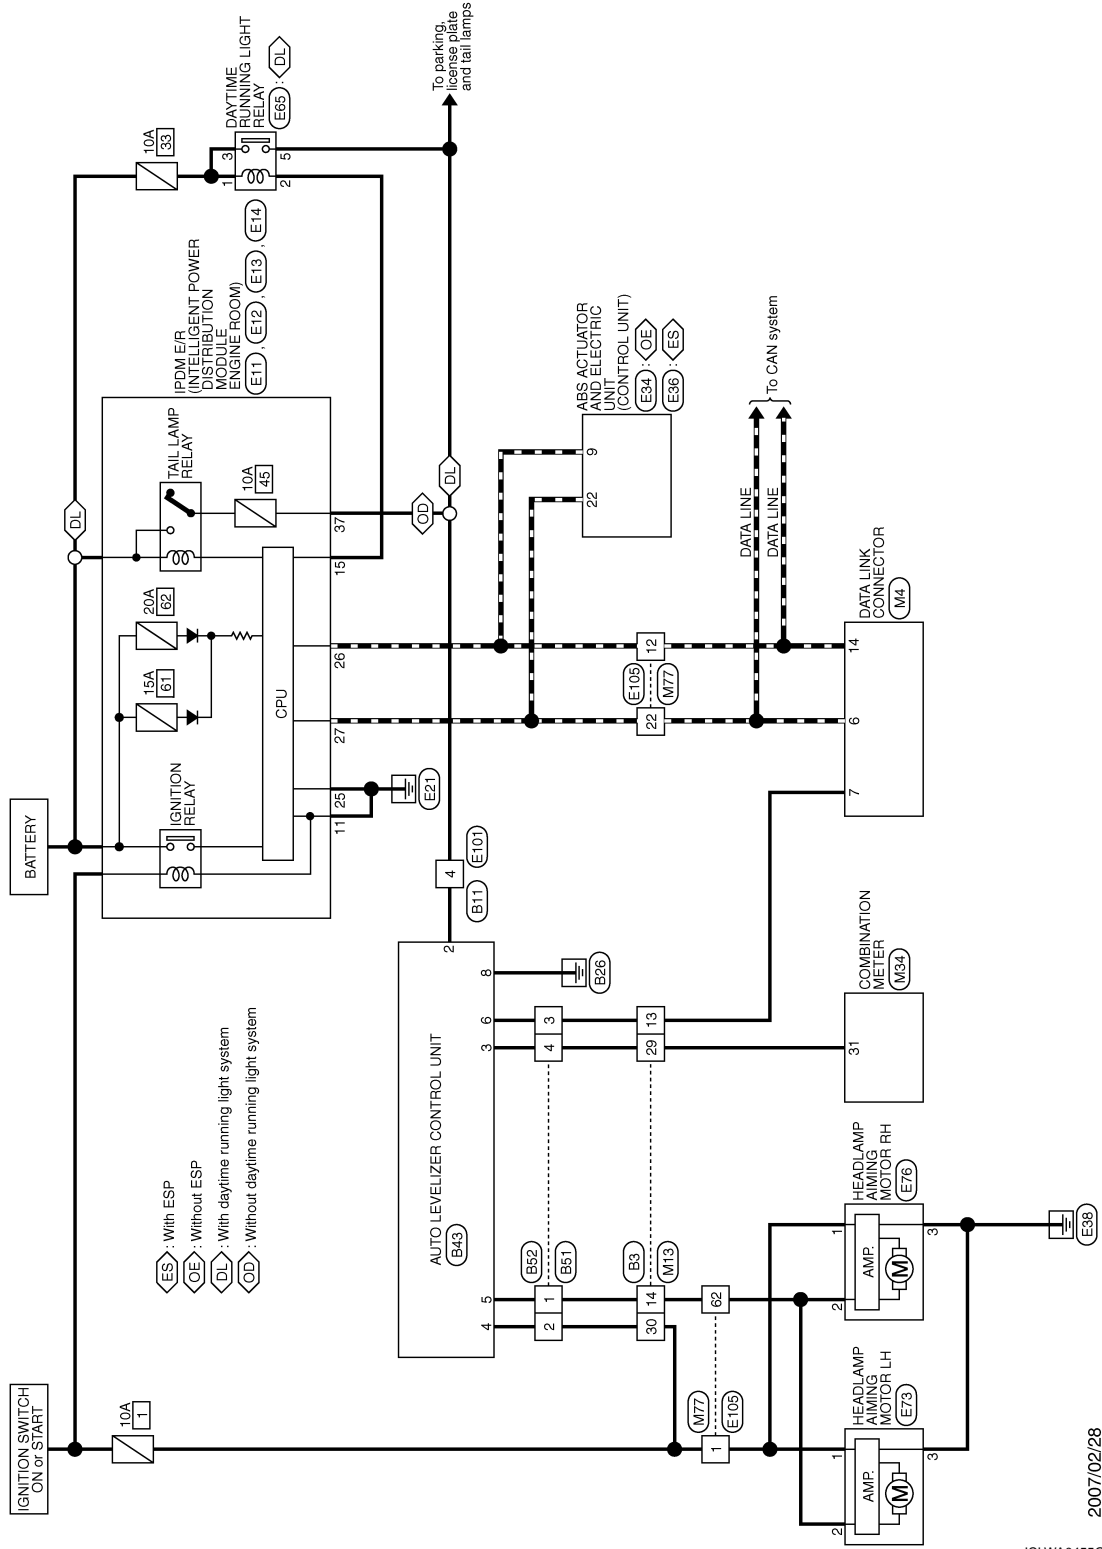 IGNITION SWITCH
ON or START
10A
1
BATTERY
ES : With ESP
OE : Without ESP
DL : With daytime running light system
OD : Without daytime running light system
IGNITION
RELAY
15A
61
20A
62
CPU
TAIL LAMP
RELAY
10A
45
11
25
27
26
15
37
E21
IPDM E/R
(INTELLIGENT POWER
DISTRIBUTION
MODULE
ENGINE ROOM)
E11 , E12 , E13 , E14
DL
10A
33
DAYTIME
RUNNING LIGHT
RELAY
E65 : DL
1
3
2
5
OD
DL
To parking,
license plate
and tail lamps
AUTO LEVELIZER CONTROL UNIT
B43
2
4
5
3
6
8
B11
4
E101
B26
ABS ACTUATOR
AND ELECTRIC
UNIT
(CONTROL UNIT)
E34 : OE
E36 : ES
22
9
2
1
B52
B51
4
3
30
14
B3
M13
29
13
22
E105
M77
12
DATA LINE
DATA LINE
To CAN system
1
M77
E105
62
HEADLAMP
AIMING
MOTOR LH
E73
2
1
3
AMP.
M
HEADLAMP
AIMING
MOTOR RH
E76
2
1
3
AMP.
M
E38
COMBINATION
METER
M34
31
DATA LINK
CONNECTOR
M4
7
6
14
2007/02/28